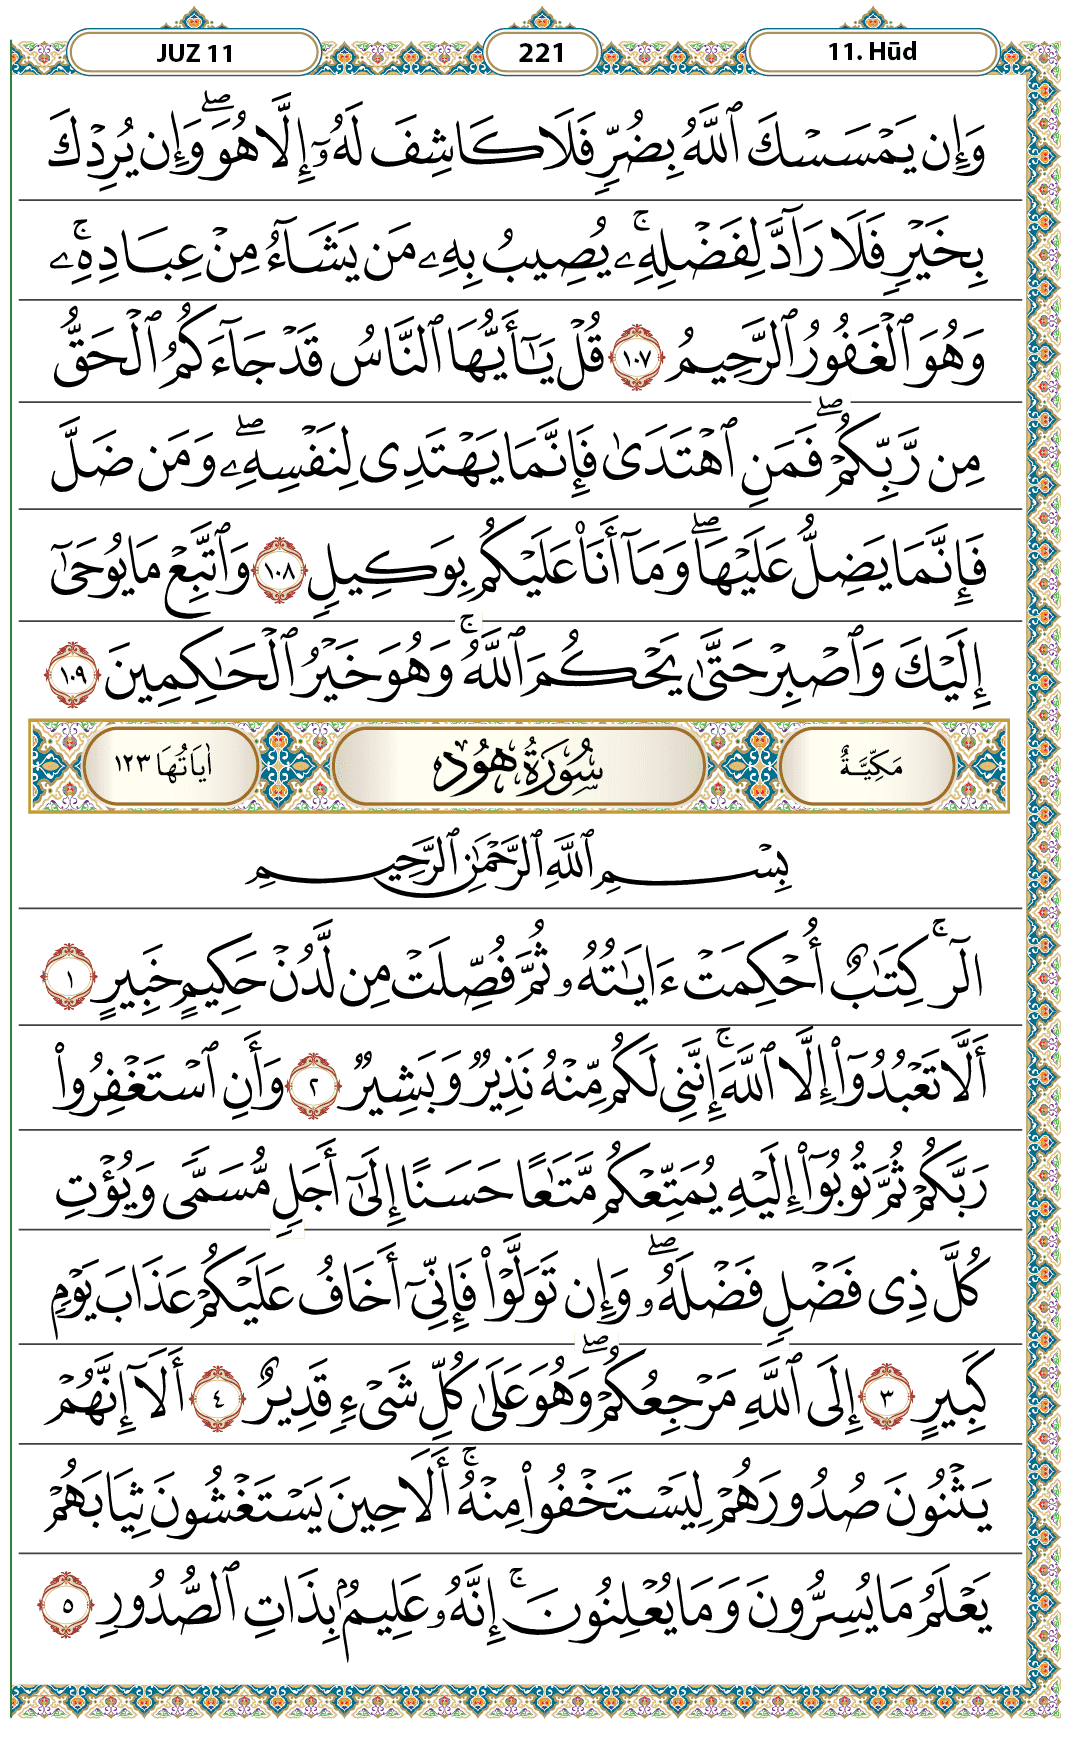 JUZ 11 221 11. Hūd
وَإِن يَمْسَسْكَ ٱللَّهُ بِضُرٍّ فَلَا كَاشِفَ لَهُۥٓ إِلَّا هُوَ ۖ وَإِن يُرِدْكَ
بِخَيْرٍ فَلَا رَآدَّ لِفَضْلِهِۦ ۚ يُصِيبُ بِهِۦ مَن يَشَآءُ مِنْ عِبَادِهِۦ ۚ
وَهُوَ ٱلْغَفُورُ ٱلرَّحِيمُ ١٠٧ قُلْ يَـٰٓأَيُّهَا ٱلنَّاسُ قَدْ جَآءَكُمُ ٱلْحَقُّ
مِن رَّبِّكُمْ ۖ فَمَنِ ٱهْتَدَىٰ فَإِنَّمَا يَهْتَدِى لِنَفْسِهِۦ ۖ وَمَن ضَلَّ
فَإِنَّمَا يَضِلُّ عَلَيْهَا ۖ وَمَآ أَنَا۠ عَلَيْكُم بِوَكِيلٍ ١٠٨ وَٱتَّبِعْ مَا يُوحَىٰٓ
إِلَيْكَ وَٱصْبِرْ حَتَّىٰ يَحْكُمَ ٱللَّهُ ۚ وَهُوَ خَيْرُ ٱلْحَـٰكِمِينَ ١٠٩
مَكِّيَّةٌ سُورَةُ هُودٍ اٰيَاتُهَا ١٢٣
بِسْمِ ٱللَّهِ ٱلرَّحْمَـٰنِ ٱلرَّحِيمِ
الٓر ۚ كِتَـٰبٌ أُحْكِمَتْ ءَايَـٰتُهُۥ ثُمَّ فُصِّلَتْ مِن لَّدُنْ حَكِيمٍ خَبِيرٍ ١
أَلَّا تَعْبُدُوٓا۟ إِلَّا ٱللَّهَ ۚ إِنَّنِى لَكُم مِّنْهُ نَذِيرٌ وَبَشِيرٌ ٢ وَأَنِ ٱسْتَغْفِرُوا۟
رَبَّكُمْ ثُمَّ تُوبُوٓا۟ إِلَيْهِ يُمَتِّعْكُم مَّتَـٰعًا حَسَنًا إِلَىٰٓ أَجَلٍ مُّسَمًّى وَيُؤْتِ
كُلَّ ذِى فَضْلٍ فَضْلَهُۥ ۖ وَإِن تَوَلَّوْا۟ فَإِنِّىٓ أَخَافُ عَلَيْكُمْ عَذَابَ يَوْمٍ
كَبِيرٍ ٣ إِلَى ٱللَّهِ مَرْجِعُكُمْ ۖ وَهُوَ عَلَىٰ كُلِّ شَىْءٍ قَدِيرٌ ٤ أَلَآ إِنَّهُمْ
يَثْنُونَ صُدُورَهُمْ لِيَسْتَخْفُوا۟ مِنْهُ ۚ أَلَا حِينَ يَسْتَغْشُونَ ثِيَابَهُمْ
يَعْلَمُ مَا يُسِرُّونَ وَمَا يُعْلِنُونَ ۚ إِنَّهُۥ عَلِيمٌۢ بِذَاتِ ٱلصُّدُورِ ٥